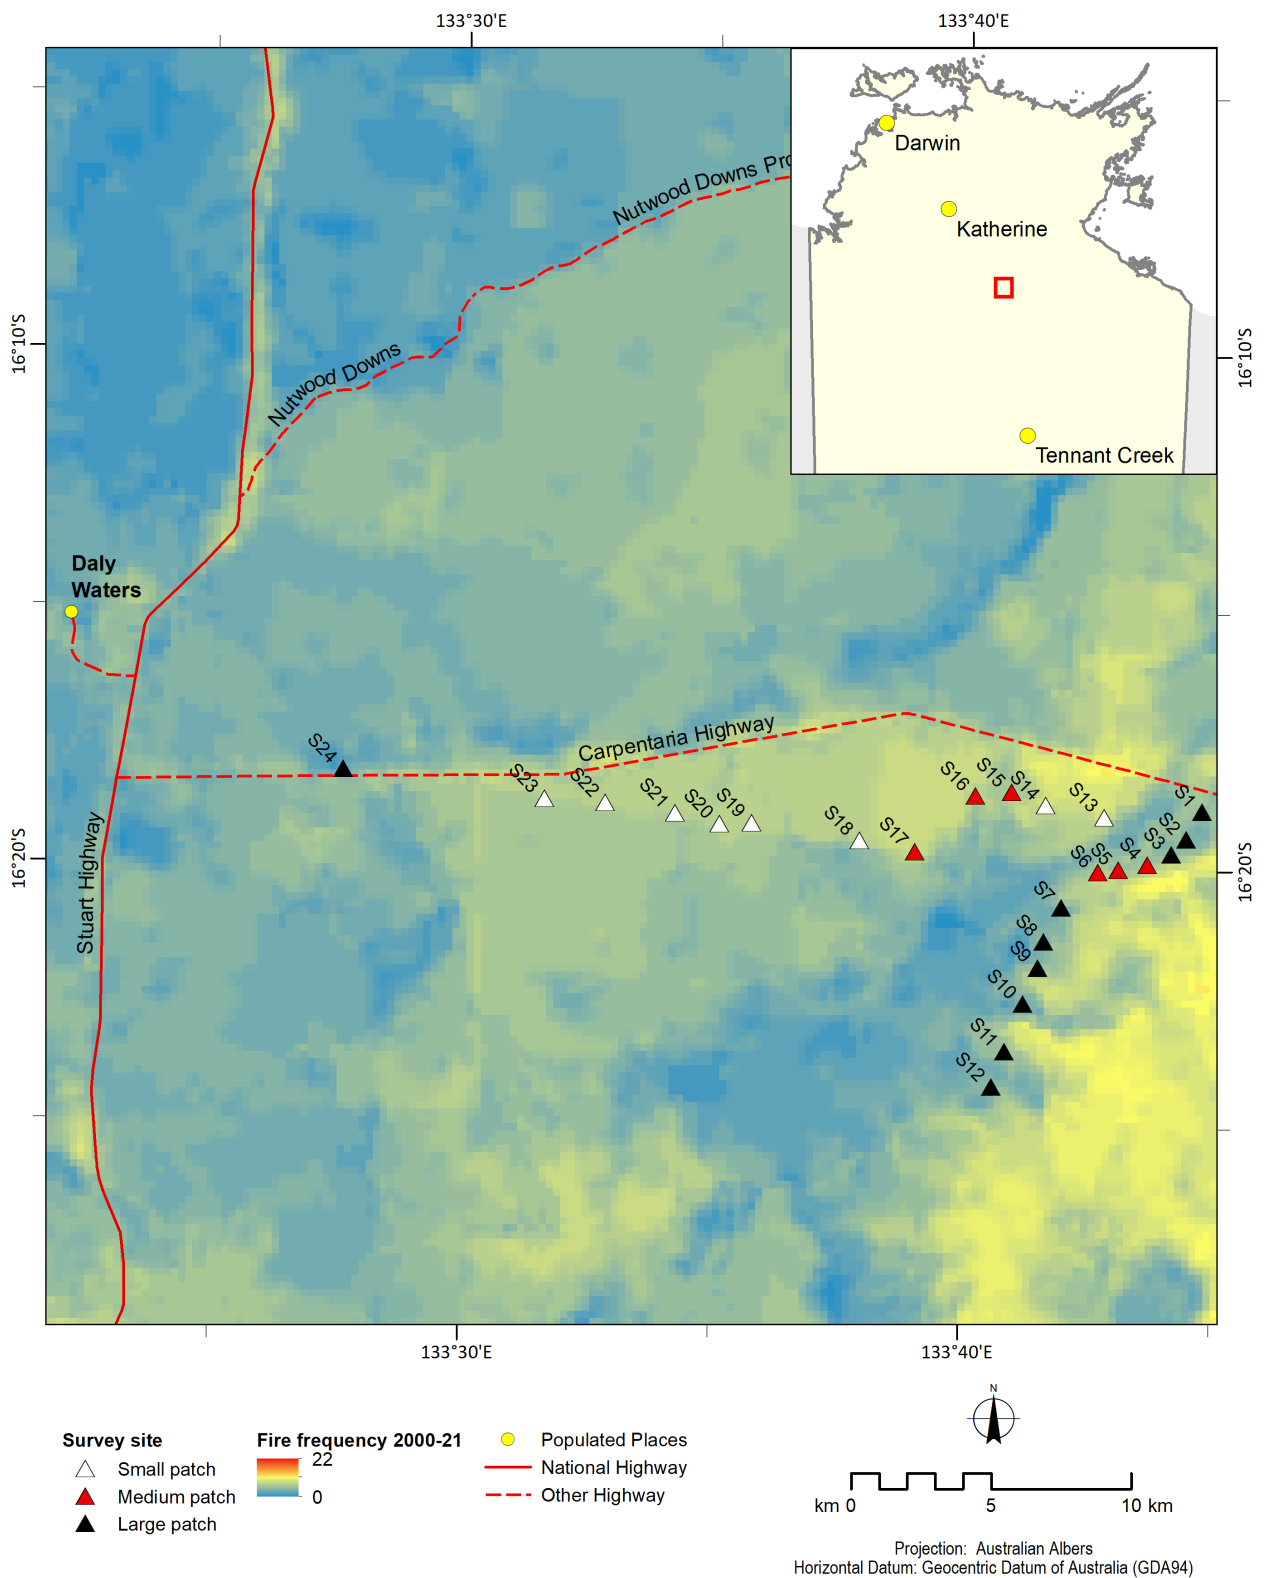 133°30'E
133°40'E
Darwin
Katherine
Tennant Creek
Nutwood Downs Pro
Nutwood Downs
16°10'S
16°10'S
Daly
Waters
Carpentaria Highway
Stuart Highway
S24
S23
S22
S21
S20
S19
S18
S17
S16
S15
S14
S13
S1
S2
S3
S4
S5
S6
S7
S8
S9
S10
S11
S12
16°20'S
16°20'S
133°30'E
133°40'E
N
Survey site
Small patch
Medium patch
Large patch
Fire frequency 2000-21
22
0
Populated Places
National Highway
Other Highway
km 0 5 10 km
Projection: Australian Albers
Horizontal Datum: Geocentric Datum of Australia (GDA94)